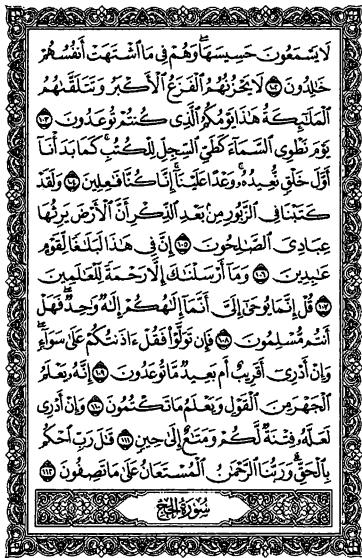 لَا يَسْمَعُونَ حَسِيسَهَا ۖ وَهُمْ فِي مَا اشْتَهَتْ أَنفُسُهُمْ
خَالِدُونَ ١٠٢ لَا يَحْزُنُهُمُ الْفَزَعُ الْأَكْبَرُ وَتَتَلَقَّاهُمُ
الْمَلَائِكَةُ هَٰذَا يَوْمُكُمُ الَّذِي كُنتُمْ تُوعَدُونَ ١٠٣
يَوْمَ نَطْوِي السَّمَاءَ كَطَيِّ السِّجِلِّ لِلْكُتُبِ ۚ كَمَا بَدَأْنَا
أَوَّلَ خَلْقٍ نُّعِيدُهُ ۚ وَعْدًا عَلَيْنَا ۚ إِنَّا كُنَّا فَاعِلِينَ ١٠٤ وَلَقَدْ
كَتَبْنَا فِي الزَّبُورِ مِن بَعْدِ الذِّكْرِ أَنَّ الْأَرْضَ يَرِثُهَا
عِبَادِيَ الصَّالِحُونَ ١٠٥ إِنَّ فِي هَٰذَا لَبَلَاغًا لِّقَوْمٍ
عَابِدِينَ ١٠٦ وَمَا أَرْسَلْنَاكَ إِلَّا رَحْمَةً لِّلْعَالَمِينَ
١٠٧ قُلْ إِنَّمَا يُوحَىٰ إِلَيَّ أَنَّمَا إِلَٰهُكُمْ إِلَٰهٌ وَاحِدٌ ۖ فَهَلْ
أَنتُم مُّسْلِمُونَ ١٠٨ فَإِن تَوَلَّوْا فَقُلْ آذَنتُكُمْ عَلَىٰ سَوَاءٍ ۖ
وَإِنْ أَدْرِي أَقَرِيبٌ أَم بَعِيدٌ مَّا تُوعَدُونَ ١٠٩ إِنَّهُ يَعْلَمُ
الْجَهْرَ مِنَ الْقَوْلِ وَيَعْلَمُ مَا تَكْتُمُونَ ١١٠ وَإِنْ أَدْرِي
لَعَلَّهُ فِتْنَةٌ لَّكُمْ وَمَتَاعٌ إِلَىٰ حِينٍ ١١١ قَالَ رَبِّ احْكُم
بِالْحَقِّ ۗ وَرَبُّنَا الرَّحْمَٰنُ الْمُسْتَعَانُ عَلَىٰ مَا تَصِفُونَ ١١٢
سُورَةُ الْحَجِّ